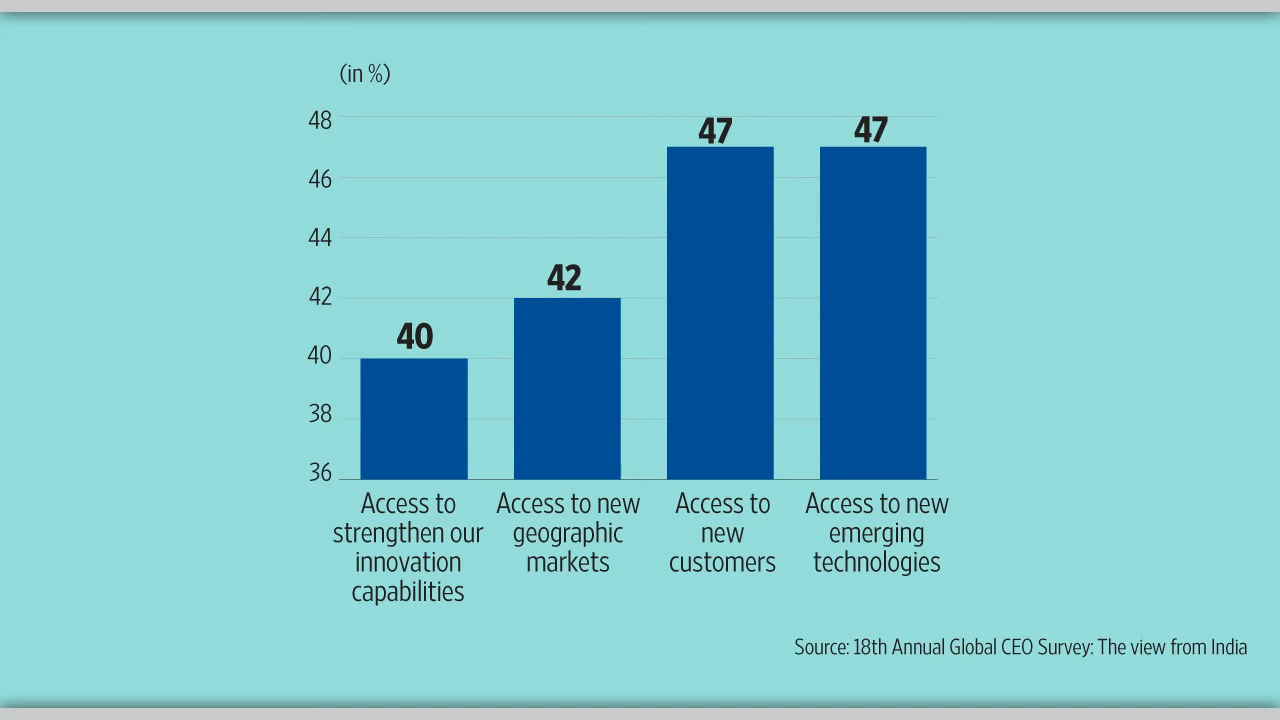 (in %)
48
46
44
42
40
38
36
40
42
47
47
Access to
strengthen our
innovation
capabilities
Access to new
geographic
markets
Access to
new
customers
Access to new
emerging
technologies
Source: 18th Annual Global CEO Survey: The view from India